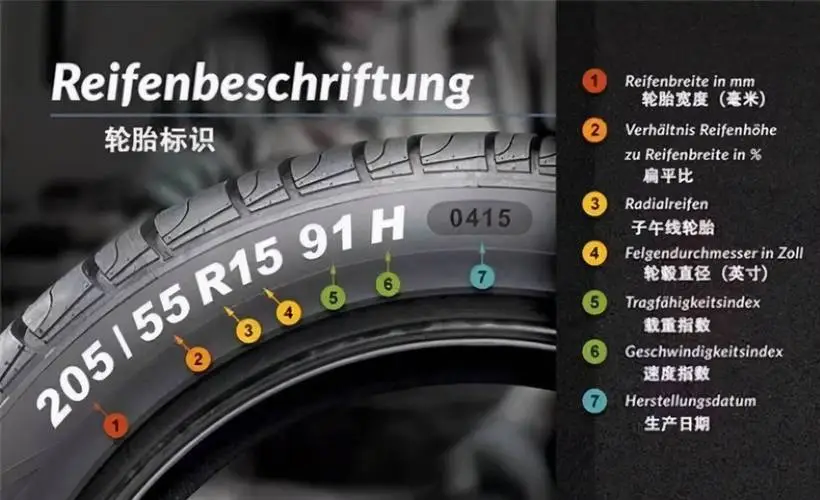 Reifenbeschriftung
轮胎标识
205/55 R15 91 H 0415
1
2
3
4
5
6
7
1 Reifenbreite in mm
轮胎宽度（毫米）
2 Verhältnis Reifenhöhe
zu Reifenbreite in %
扁平比
3 Radialreifen
子午线轮胎
4 Felgendurchmesser in Zoll
轮毂直径（英寸）
5 Tragfähigkeitsindex
载重指数
6 Geschwindigkeitsindex
速度指数
7 Herstellungsdatum
生产日期